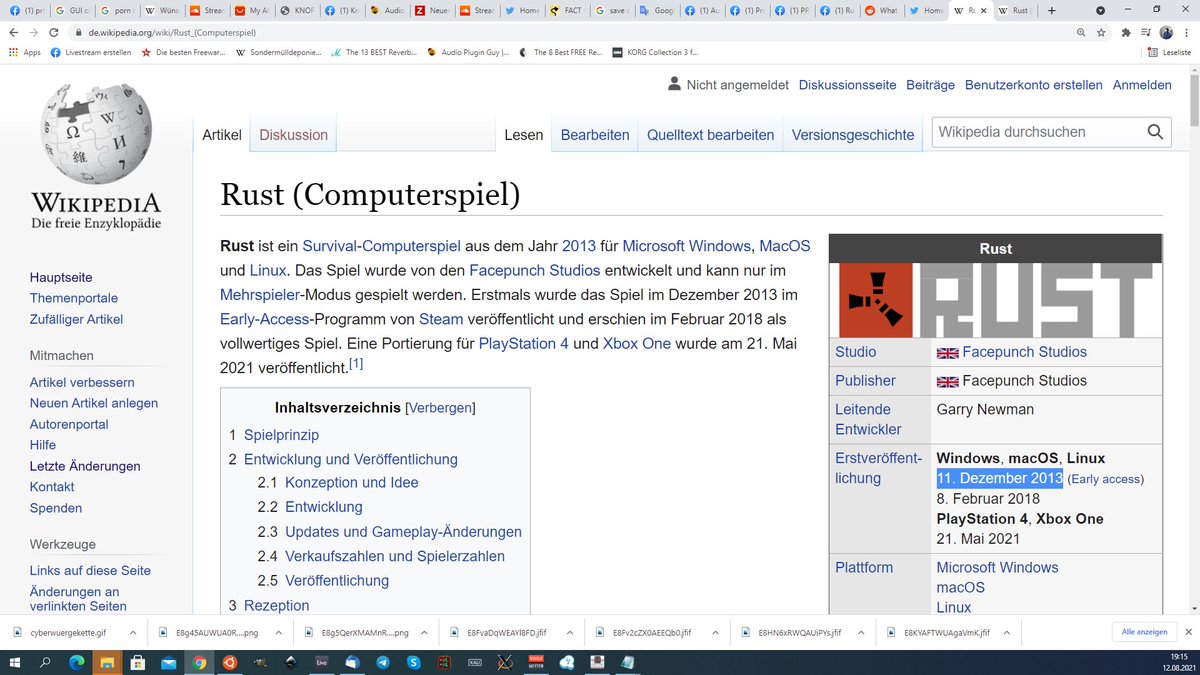 (1) pri
GUI o
porn
Wüns
Strear
My Al
KNOF
(1) Kn
Audio
Neue
Strear
Home
FACT
save c
Goog
(1) Au
(1) Pr
(1) PR
(1) Ru
What
Home
R
Rust (
de.wikipedia.org/wiki/Rust_(Computerspiel)
Apps
Livestream erstellen
Die besten Freewar...
Sondermülldeponie...
The 13 BEST Reverb...
Audio Plugin Guy |...
The 8 Best FREE Re...
KORG Collection 3 f...
Leseliste
Nicht angemeldet Diskussionsseite Beiträge Benutzerkonto erstellen Anmelden
Artikel Diskussion Lesen Bearbeiten Quelltext bearbeiten Versionsgeschichte Wikipedia durchsuchen
WIKIPEDIA
Die freie Enzyklopädie
Hauptseite
Themenportale
Zufälliger Artikel
Mitmachen
Artikel verbessern
Neuen Artikel anlegen
Autorenportal
Hilfe
Letzte Änderungen
Kontakt
Spenden
Werkzeuge
Links auf diese Seite
Änderungen an
verlinkten Seiten
Rust (Computerspiel)
Rust ist ein Survival-Computerspiel aus dem Jahr 2013 für Microsoft Windows, MacOS
und Linux. Das Spiel wurde von den Facepunch Studios entwickelt und kann nur im
Mehrspieler-Modus gespielt werden. Erstmals wurde das Spiel im Dezember 2013 im
Early-Access-Programm von Steam veröffentlicht und erschien im Februar 2018 als
vollwertiges Spiel. Eine Portierung für PlayStation 4 und Xbox One wurde am 21. Mai
2021 veröffentlicht.[1]
Inhaltsverzeichnis [Verbergen]
1 Spielprinzip
2 Entwicklung und Veröffentlichung
2.1 Konzeption und Idee
2.2 Entwicklung
2.3 Updates und Gameplay-Änderungen
2.4 Verkaufszahlen und Spielerzahlen
2.5 Veröffentlichung
3 Rezeption
Rust
RUST
Studio Facepunch Studios
Publisher Facepunch Studios
Leitende Garry Newman
Entwickler
Erstveröffent- Windows, macOS, Linux
lichung 11. Dezember 2013 (Early access)
8. Februar 2018
PlayStation 4, Xbox One
21. Mai 2021
Plattform Microsoft Windows
macOS
Linux
cyberwuergekette.gif
E8g45AUWUA0R....png
E8g5QerXMAMnR....png
E8FvaDqWEAYl8FD.jfif
E8Fv2cZX0AEEQb0.jfif
E8HN6xRWQAUiPYs.jfif
E8KYAFTWUAgaVmK.jfif
Alle anzeigen
Live
19:15
12.08.2021